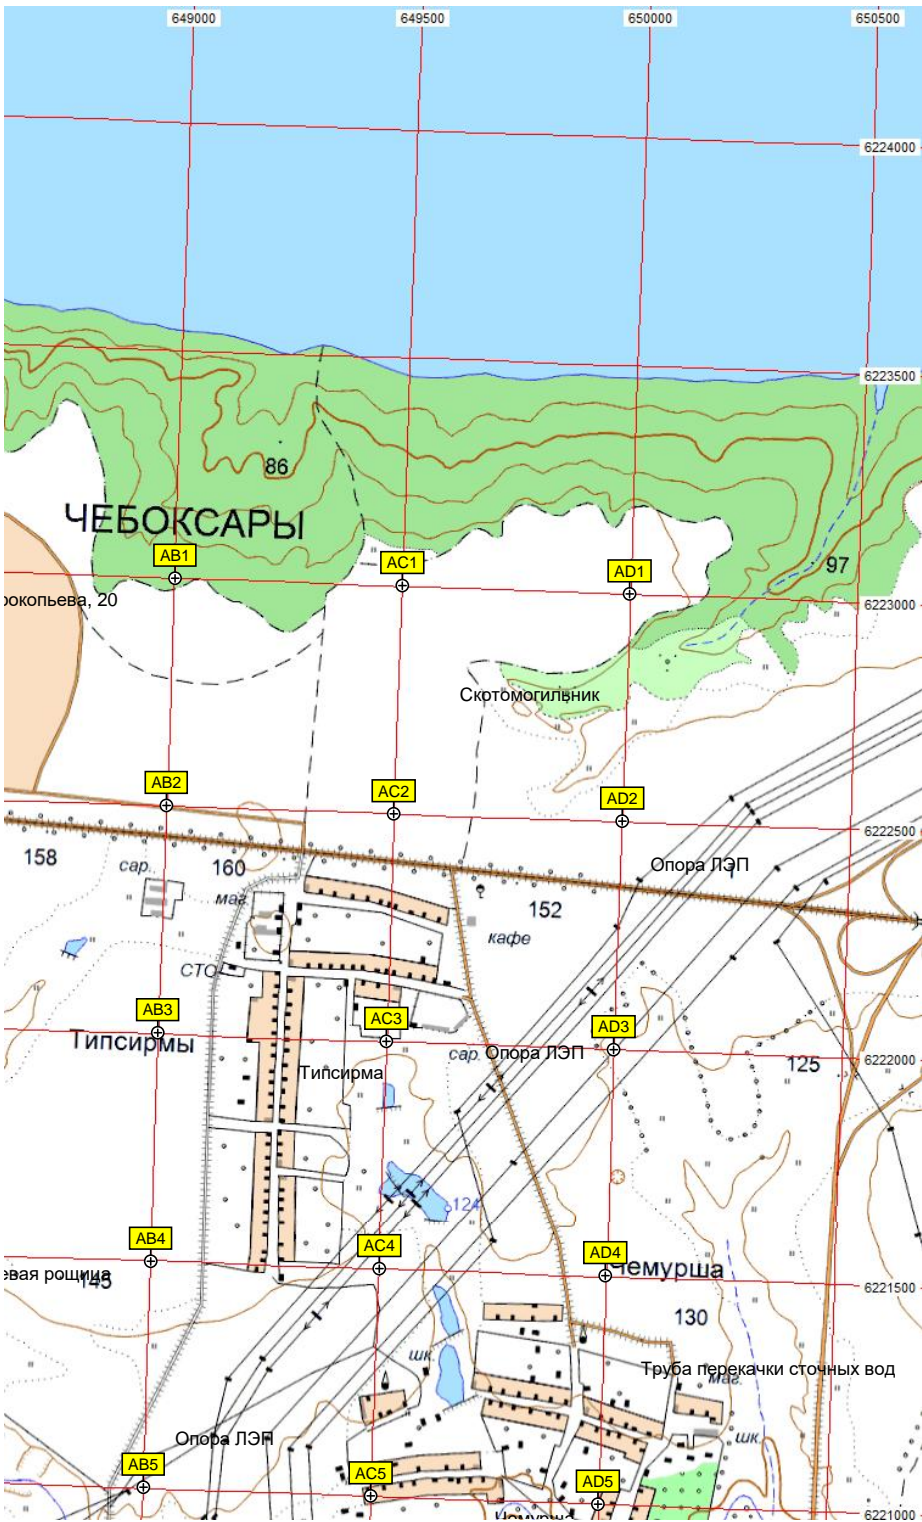 649000 649500 650000 650500
6224000
6223500
86
ЧЕБОКСАРЫ
AB1 AC1 AD1
97
рокопьева, 20
6223000
Скотомогильник
AB2 AC2 AD2
6222500
158 сар. 160 Опора ЛЭП
маг. 152
кафе
СТО
AB3 AC3 AD3
Типсирмы сар. Опора ЛЭП 6222000
Типсирма 125
124
AB4 AC4 AD4
евая рощица 145 Чемурша 6221500
130
шк. Труба перекачки сточных вод
маг.
Опора ЛЭП шк.
AB5 AC5 AD5
6221000